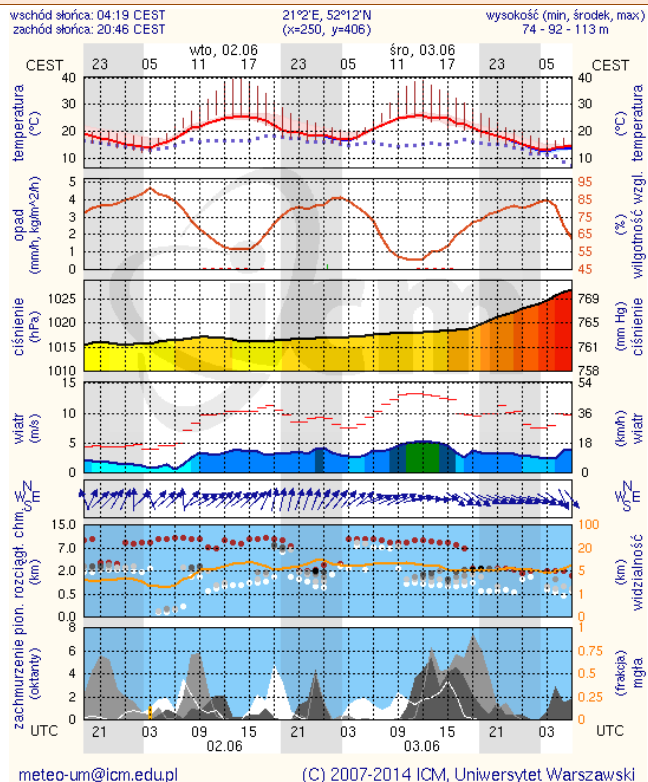 wschód słońca: 04:19 CEST 21°2'E, 52°12'N wysokość (min, środek, max)
zachód słońca: 20:46 CEST (x=250, y=406) 74 - 92 - 113 m
wto, 02.06 śro, 03.06
CEST 23 05 11 17 23 05 11 17 23 05 CEST
temperatura (°C)
40
30
20
10
40
30
20
10
(°C) temperatura
opad (mm/h, kg/m^2/h)
5
4
3
2
1
0
95
85
75
65
55
45
(%) wilgotność wzgl.
ciśnienie (hPa)
1025
1020
1015
1010
769
765
761
758
(mm Hg) ciśnienie
wiatr (m/s)
15
10
5
0
54
36
18
0
(km/h) wiatr
N
W E
S
N
W E
S
icm
pion. rozciągł. chm. (km)
15.0
7.0
2.0
0.5
0.0
100
20
5
1
0
(km) widzialność
zachmurzenie (oktanty)
8
6
4
2
0
1
0.75
0.5
0.25
0
(frakcja) mgła
UTC 21 03 09 15 21 03 09 15 21 03 UTC
02.06 03.06
meteo-um@icm.edu.pl (C) 2007-2014 ICM, Uniwersytet Warszawski